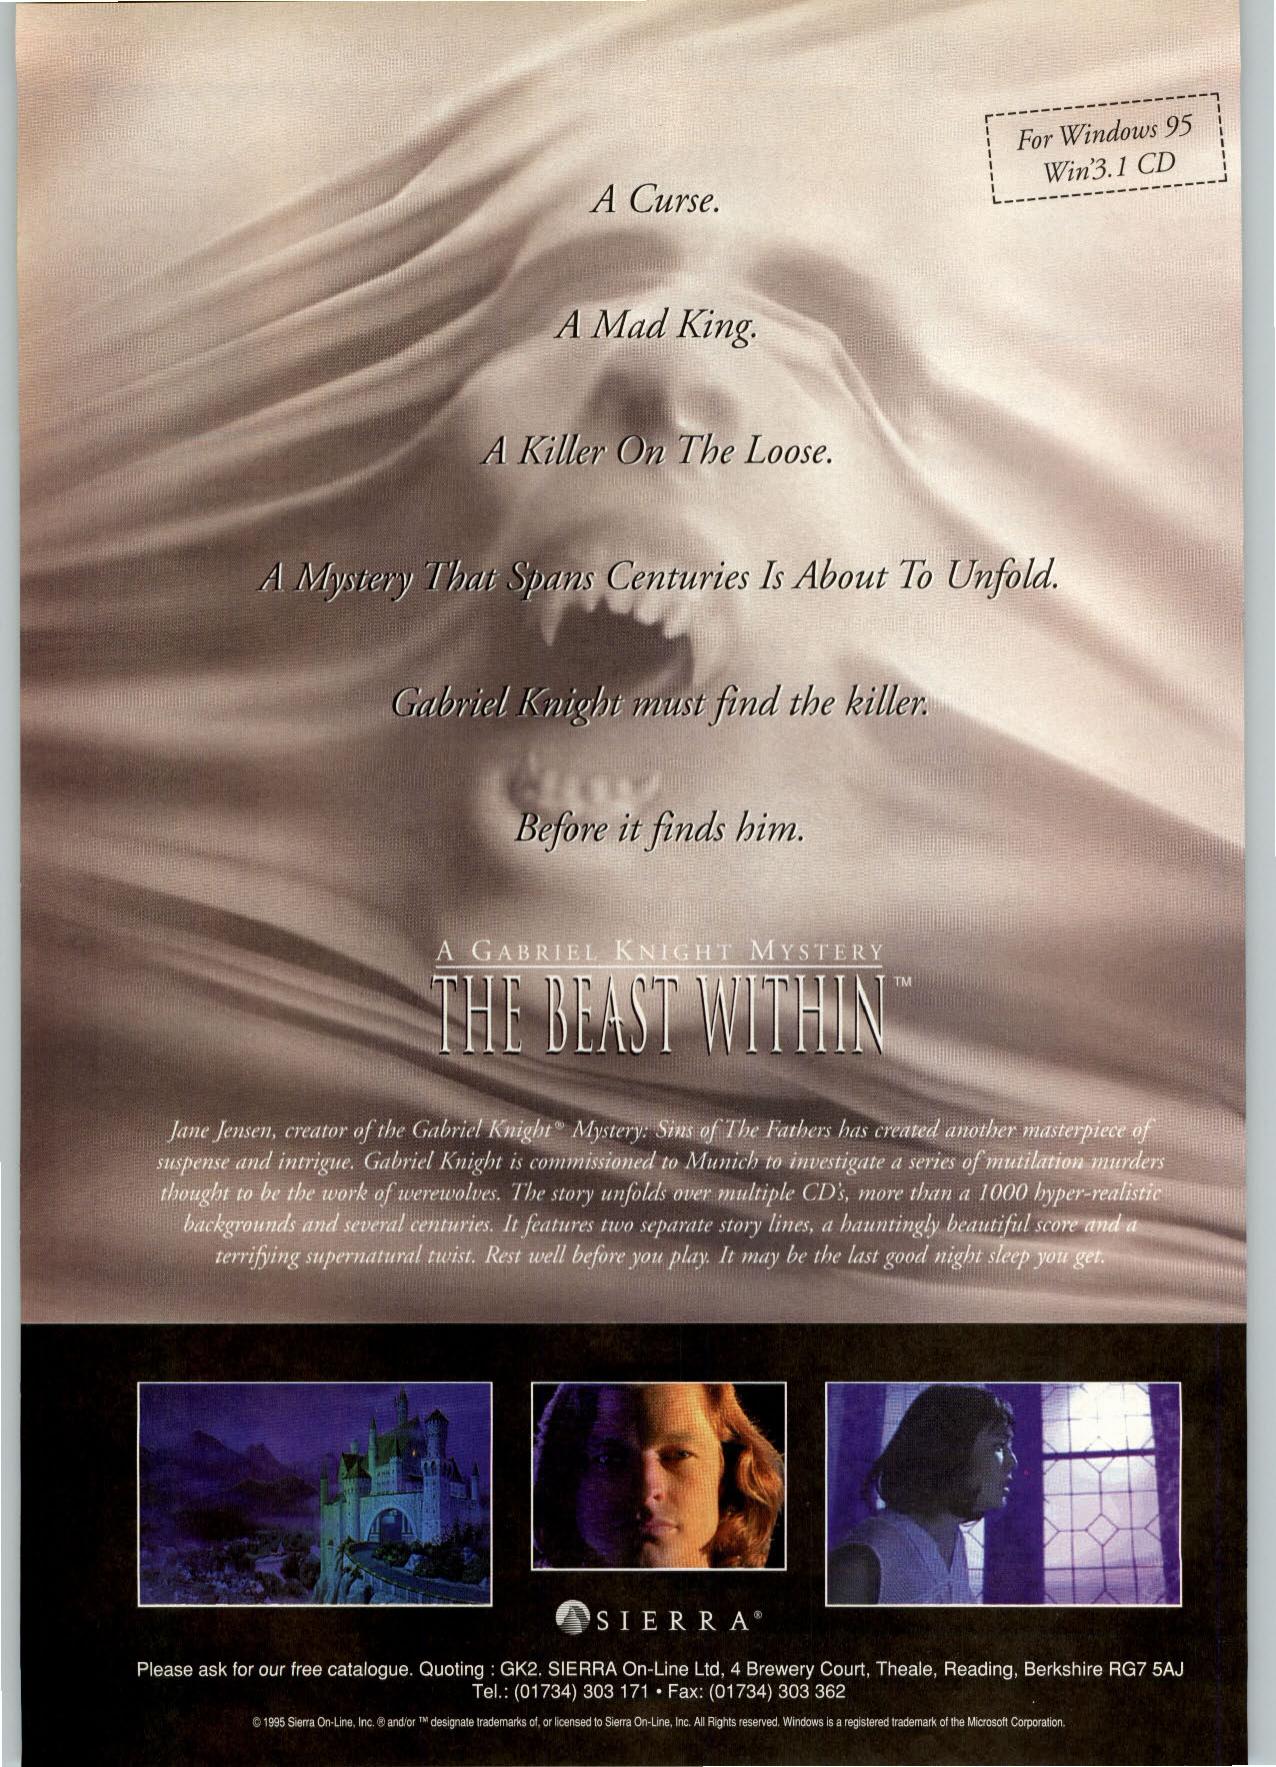 For Windows 95
Win'3.1 CD
A Curse.
A Mad King.
A Killer On The Loose.
A Mystery That Spans Centuries Is About To Unfold.
Gabriel Knight must find the killer.
Before it finds him.
A GABRIEL KNIGHT MYSTERY
THE BEAST WITHIN™
Jane Jensen, creator of the Gabriel Knight® Mystery: Sins of The Fathers has created another masterpiece of
suspense and intrigue. Gabriel Knight is commissioned to Munich to investigate a series of mutilation murders
thought to be the work of werewolves. The story unfolds over multiple CD's, more than a 1000 hyper-realistic
backgrounds and several centuries. It features two separate story lines, a hauntingly beautiful score and a
terrifying supernatural twist. Rest well before you play. It may be the last good night sleep you get.
SIERRA®
Please ask for our free catalogue. Quoting : GK2. SIERRA On-Line Ltd, 4 Brewery Court, Theale, Reading, Berkshire RG7 5AJ
Tel.: (01734) 303 171 • Fax: (01734) 303 362
© 1995 Sierra On-Line, Inc. ® and/or ™ designate trademarks of, or licensed to Sierra On-Line, Inc. All Rights reserved. Windows is a registered trademark of the Microsoft Corporation.